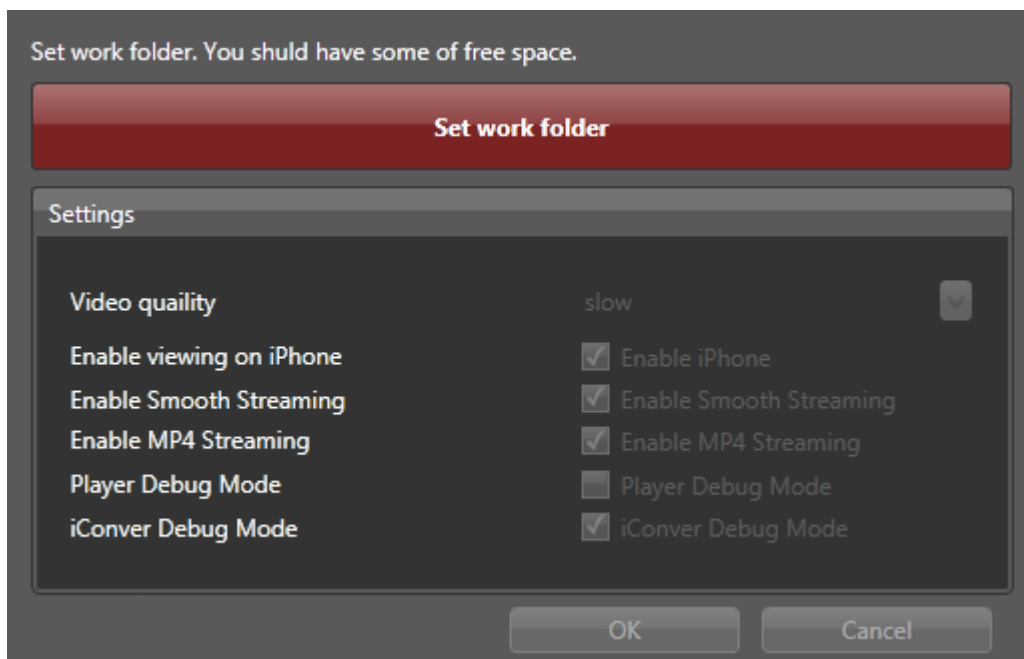 Set work folder. You shuld have some of free space.
Set work folder
Settings
Video quaility slow
Enable viewing on iPhone Enable iPhone
Enable Smooth Streaming Enable Smooth Streaming
Enable MP4 Streaming Enable MP4 Streaming
Player Debug Mode Player Debug Mode
iConver Debug Mode iConver Debug Mode
OK Cancel